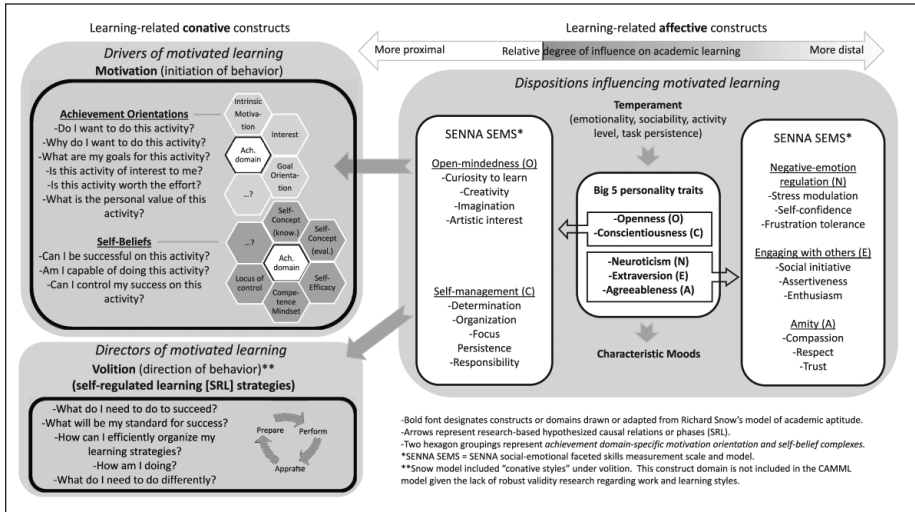 Learning-related conative constructs
Drivers of motivated learning
Motivation (initiation of behavior)
Achievement Orientations
-Do I want to do this activity?
-Why do I want to do this activity?
-What are my goals for this activity?
-Is this activity of interest to me?
-Is this activity worth the effort?
-What is the personal value of this
activity?
Self-Beliefs
-Can I be successful on this activity?
-Am I capable of doing this activity?
-Can I control my success on this
activity?
Intrinsic
Motiva-
tion
Interest
Ach.
domain
Goal
Orienta-
tion
...?
Self-
Concept
(know.)
Self-
Concept
(eval.)
...?
Ach.
domain
Locus of
control
Self-
Efficacy
Compe-
tence
Mindset
Directors of motivated learning
Volition (direction of behavior)**
(self-regulated learning [SRL] strategies)
-What do I need to do to succeed?
-What will be my standard for success?
-How can I efficiently organize my
learning strategies?
-How am I doing?
-What do I need to do differently?
Prepare
Perform
Appraise
Learning-related affective constructs
More proximal
Relative degree of influence on academic learning
More distal
Dispositions influencing motivated learning
SENNA SEMS*
Open-mindedness (O)
-Curiosity to learn
-Creativity
-Imagination
-Artistic interest
Self-management (C)
-Determination
-Organization
-Focus
Persistence
-Responsibility
Temperament
(emotionality, sociability, activity
level, task persistence)
Big 5 personality traits
-Openness (O)
-Conscientiousness (C)
-Neuroticism (N)
-Extraversion (E)
-Agreeableness (A)
Characteristic Moods
SENNA SEMS*
Negative-emotion
regulation (N)
-Stress modulation
-Self-confidence
-Frustration tolerance
Engaging with others (E)
-Social initiative
-Assertiveness
-Enthusiasm
Amity (A)
-Compassion
-Respect
-Trust
-Bold font designates constructs or domains drawn or adapted from Richard Snow's model of academic aptitude.
-Arrows represent research-based hypothesized causal relations or phases (SRL).
-Two hexagon groupings represent achievement domain-specific motivation orientation and self-belief complexes.
*SENNA SEMS = SENNA social-emotional faceted skills measurement scale and model.
**Snow model included "conative styles" under volition. This construct domain is not included in the CAMML
model given the lack of robust validity research regarding work and learning styles.